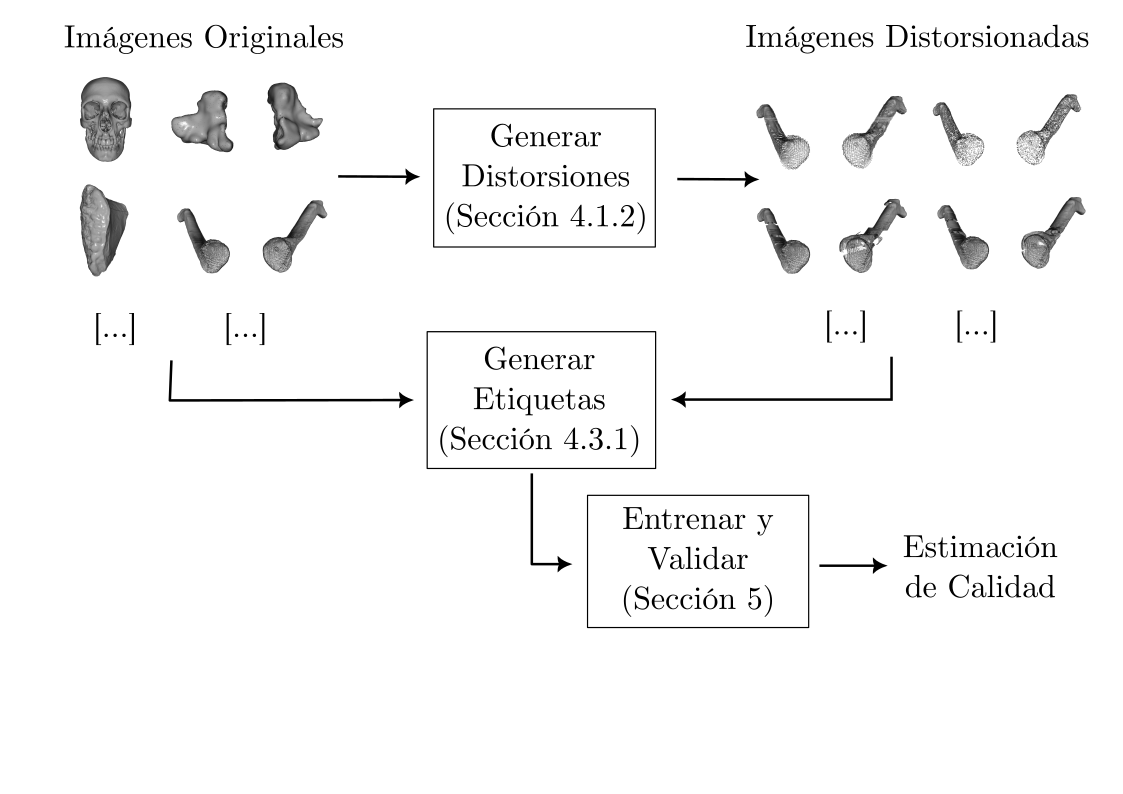 Imágenes Originales
Imágenes Distorsionadas
Generar
Distorsiones
(Sección 4.1.2)
[...]
[...]
[...]
[...]
Generar
Etiquetas
(Sección 4.3.1)
Entrenar y
Validar
(Sección 5)
Estimación
de Calidad